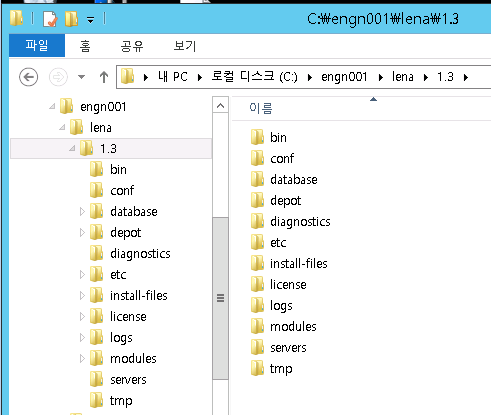 C:\engn001\lena\1.3
파일 홈 공유 보기
내 PC 로컬 디스크 (C:) engn001 lena 1.3
engn001
lena
1.3
bin
conf
database
depot
diagnostics
etc
install-files
license
logs
modules
servers
tmp
이름
bin
conf
database
depot
diagnostics
etc
install-files
license
logs
modules
servers
tmp